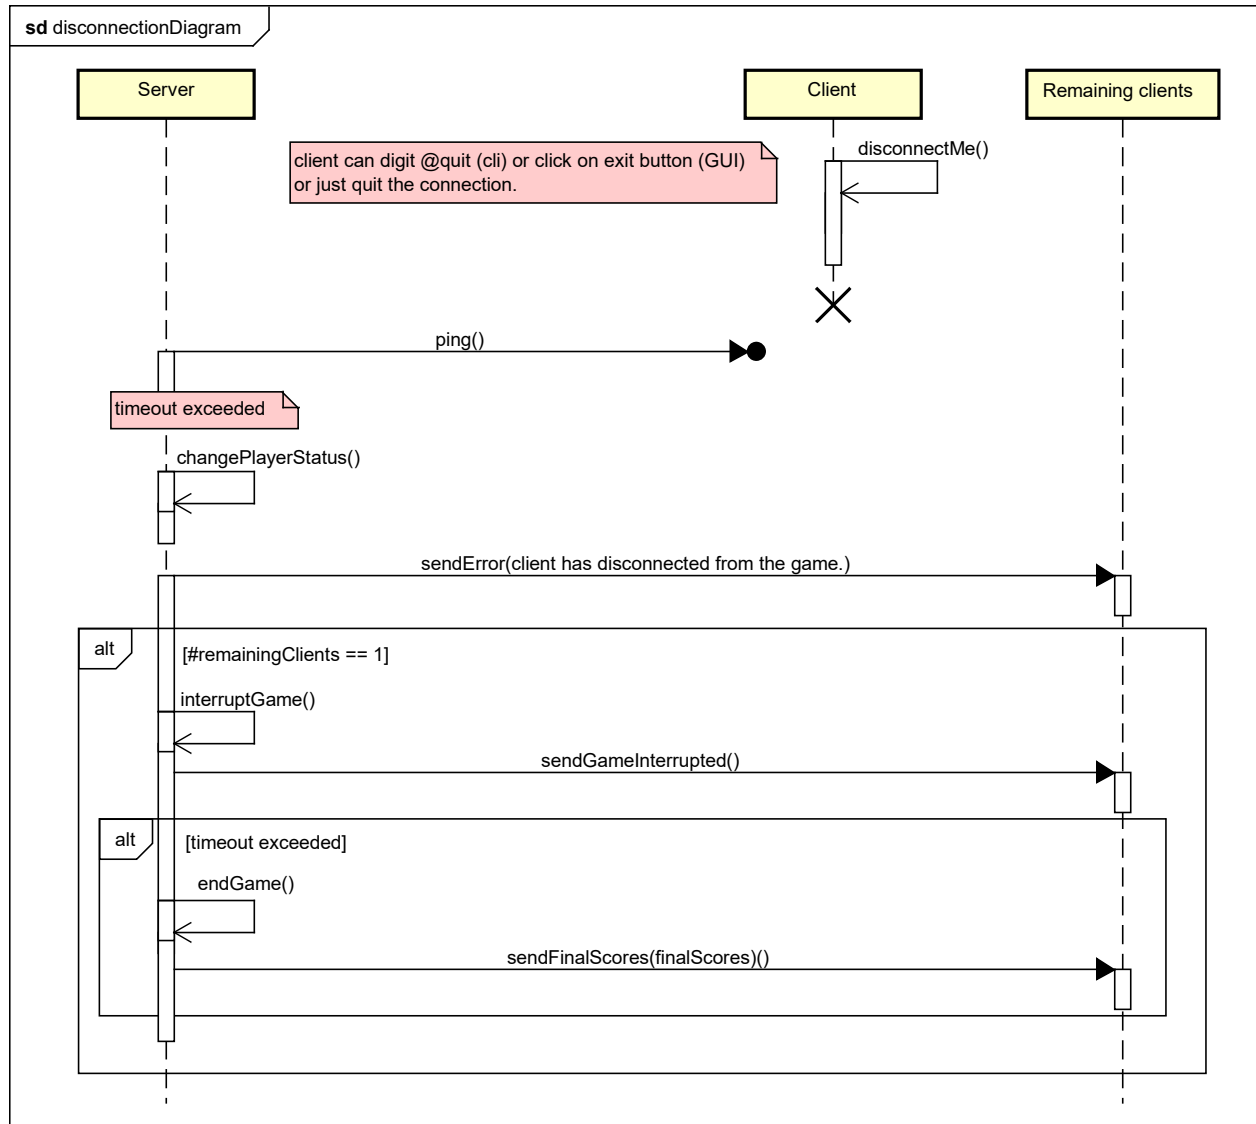 sd disconnectionDiagram
Server
Client
Remaining clients
disconnectMe()
client can digit @quit (cli) or click on exit button (GUI)
or just quit the connection.
ping()
timeout exceeded
changePlayerStatus()
sendError(client has disconnected from the game.)
alt
[#remainingClients == 1]
interruptGame()
sendGameInterrupted()
alt
[timeout exceeded]
endGame()
sendFinalScores(finalScores)()